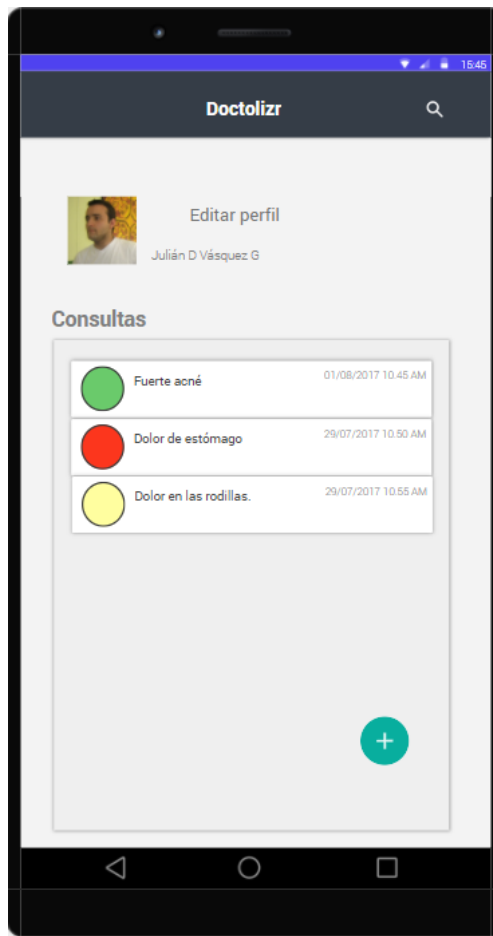 15:45
Doctolizr
Editar perfil
Julián D Vásquez G
Consultas
Fuerte acné
01/08/2017 10.45 AM
Dolor de estómago
29/07/2017 10.50 AM
Dolor en las rodillas.
29/07/2017 10.55 AM